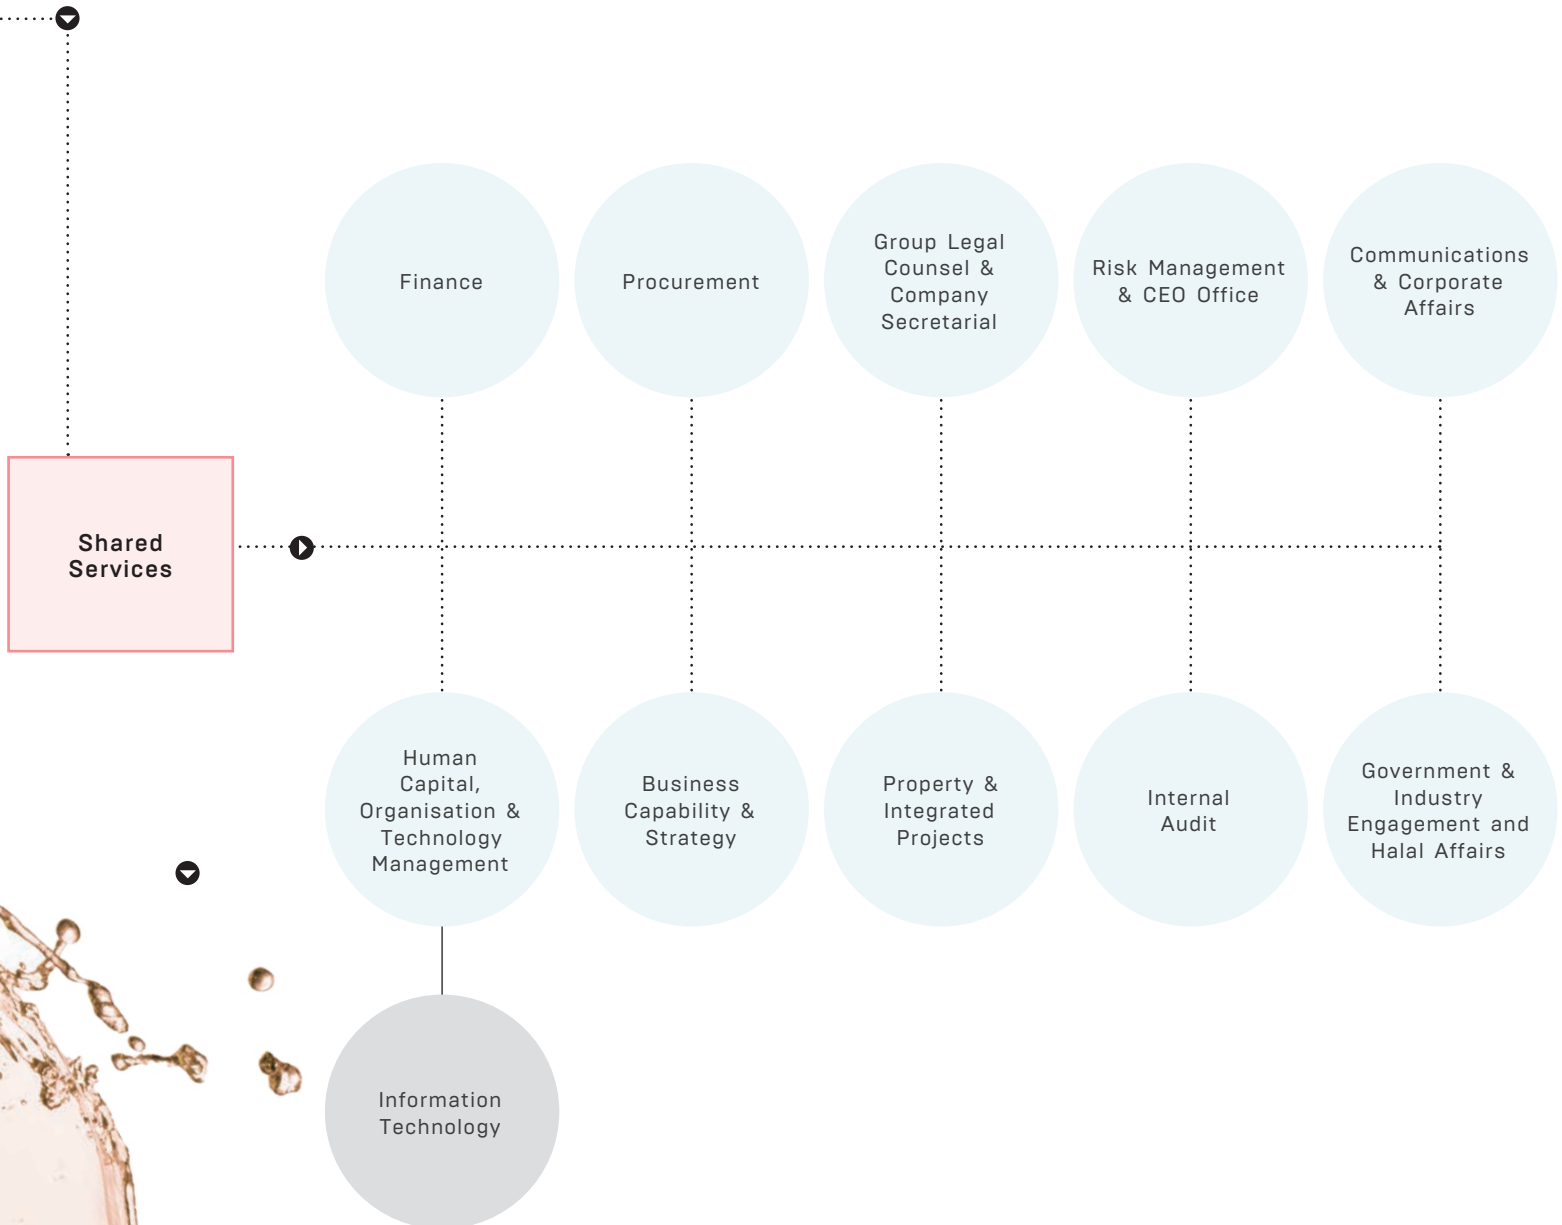 Finance
Procurement
Group Legal
Counsel &
Company
Secretarial
Risk Management
& CEO Office
Communications
& Corporate
Affairs
Shared
Services
Human
Capital,
Organisation &
Technology
Management
Business
Capability &
Strategy
Property &
Integrated
Projects
Internal
Audit
Government &
Industry
Engagement and
Halal Affairs
Information
Technology